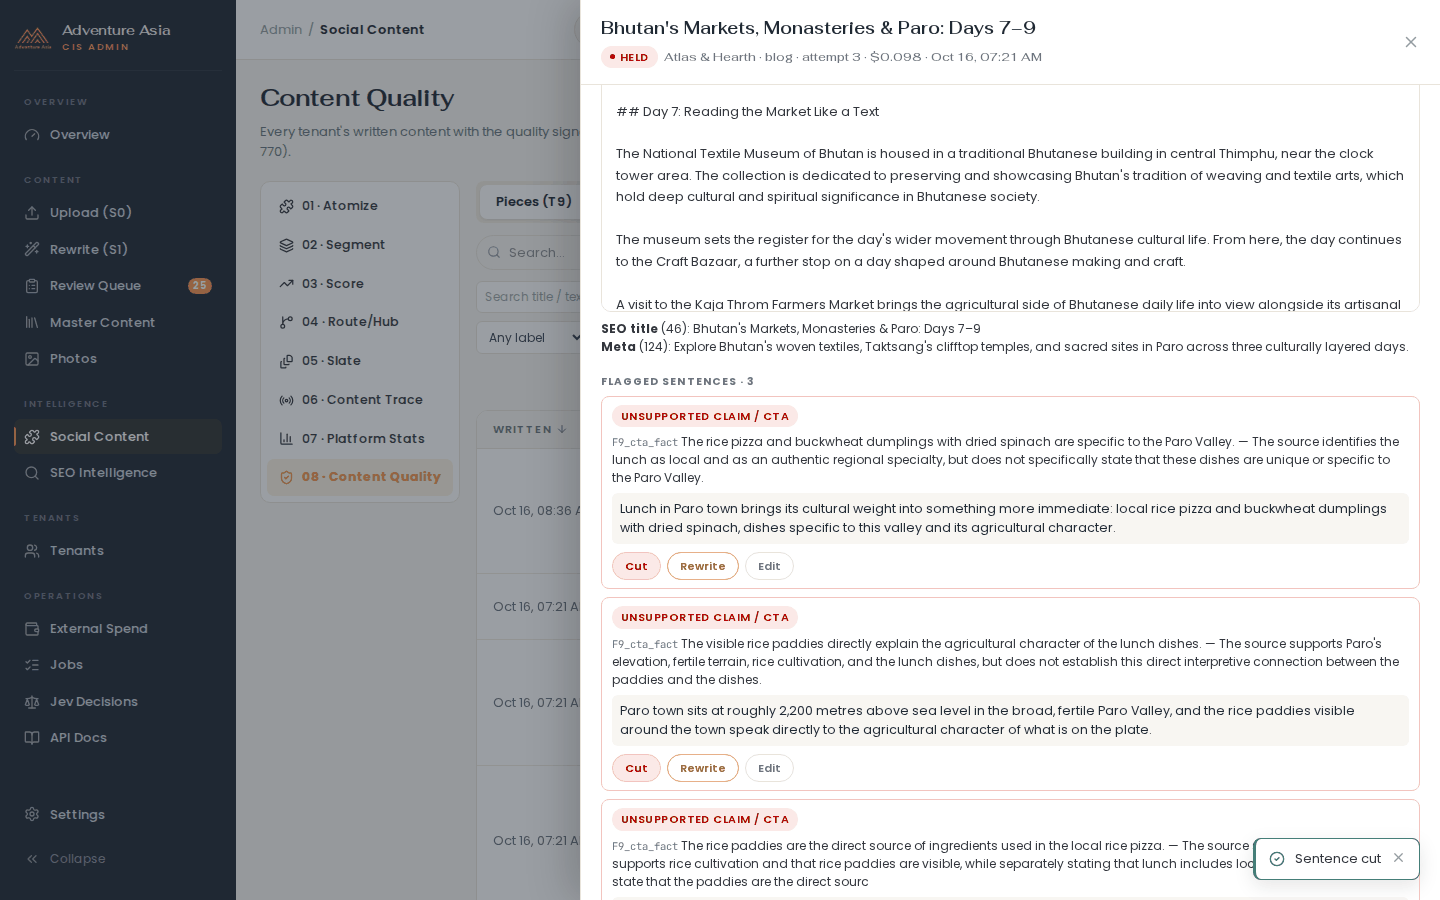 Adventure Asia
CIS ADMIN
OVERVIEW
Overview
CONTENT
Upload (S0)
Rewrite (S1)
Review Queue
25
Master Content
Photos
INTELLIGENCE
Social Content
SEO Intelligence
TENANTS
Tenants
OPERATIONS
External Spend
Jobs
Jev Decisions
API Docs
Settings
Collapse
Admin / Social Content
Content Quality
Every tenant's written content with the quality sign
770).
01 · Atomize
02 · Segment
03 · Score
04 · Route/Hub
05 · Slate
06 · Content Trace
07 · Platform Stats
08 · Content Quality
Pieces (T9)
Search...
Search title / tex
Any label
WRITTEN
Oct 16, 08:36 A
Oct 16, 07:21 A
Oct 16, 07:21 A
Oct 16, 07:21 A
Bhutan's Markets, Monasteries & Paro: Days 7–9
HELD
Atlas & Hearth · blog · attempt 3 · $0.098 · Oct 16, 07:21 AM
## Day 7: Reading the Market Like a Text
The National Textile Museum of Bhutan is housed in a traditional Bhutanese building in central Thimphu, near the clock
tower area. The collection is dedicated to preserving and showcasing Bhutan's tradition of weaving and textile arts, which
hold deep cultural and spiritual significance in Bhutanese society.
The museum sets the register for the day's wider movement through Bhutanese cultural life. From here, the day continues
to the Craft Bazaar, a further stop on a day shaped around Bhutanese making and craft.
A visit to the Kaja Throm Farmers Market brings the agricultural side of Bhutanese daily life into view alongside its artisanal
SEO title (46): Bhutan's Markets, Monasteries & Paro: Days 7–9
Meta (124): Explore Bhutan's woven textiles, Taktsang's clifftop temples, and sacred sites in Paro across three culturally layered days.
FLAGGED SENTENCES · 3
UNSUPPORTED CLAIM / CTA
F9_cta_fact The rice pizza and buckwheat dumplings with dried spinach are specific to the Paro Valley. — The source identifies the
lunch as local and as an authentic regional specialty, but does not specifically state that these dishes are unique or specific to
the Paro Valley.
Lunch in Paro town brings its cultural weight into something more immediate: local rice pizza and buckwheat dumplings
with dried spinach, dishes specific to this valley and its agricultural character.
Cut
Rewrite
Edit
UNSUPPORTED CLAIM / CTA
F9_cta_fact The visible rice paddies directly explain the agricultural character of the lunch dishes. — The source supports Paro's
elevation, fertile terrain, rice cultivation, and the lunch dishes, but does not establish this direct interpretive connection between the
paddies and the dishes.
Paro town sits at roughly 2,200 metres above sea level in the broad, fertile Paro Valley, and the rice paddies visible
around the town speak directly to the agricultural character of what is on the plate.
Cut
Rewrite
Edit
UNSUPPORTED CLAIM / CTA
F9_cta_fact The rice paddies are the direct source of ingredients used in the local rice pizza. — The source
supports rice cultivation and that rice paddies are visible, while separately stating that lunch includes loc
state that the paddies are the direct sourc
Sentence cut